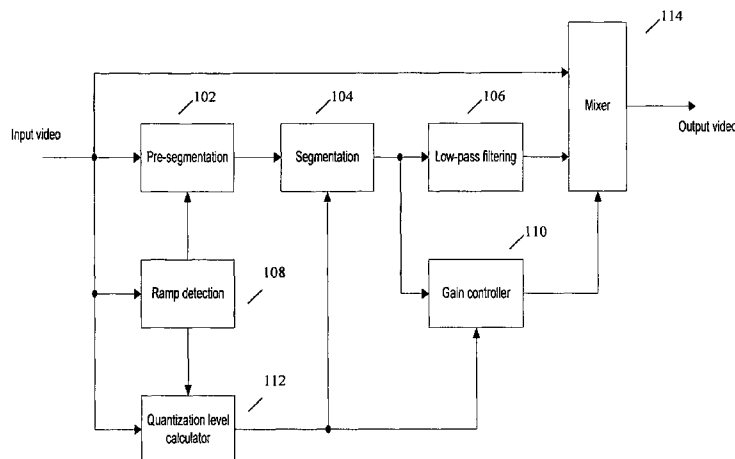 114
102
104
106
Mixer
Input video
Output video
Pre-segmentation
Segmentation
Low-pass filtering
110
Ramp detection
108
Gain controller
112
Quantization level
calculator